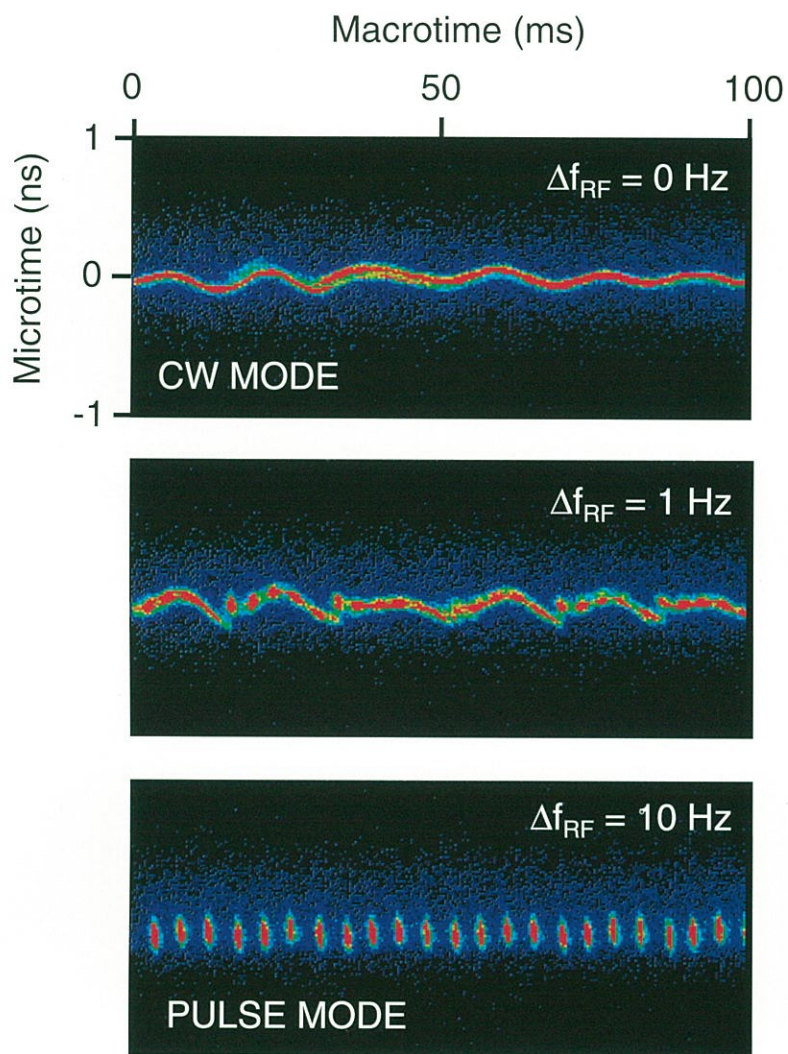 Macrotime (ms)
0 50 100
Microtime (ns)
1
0
-1
Δf_RF = 0 Hz
CW MODE
Δf_RF = 1 Hz
Δf_RF = 10 Hz
PULSE MODE